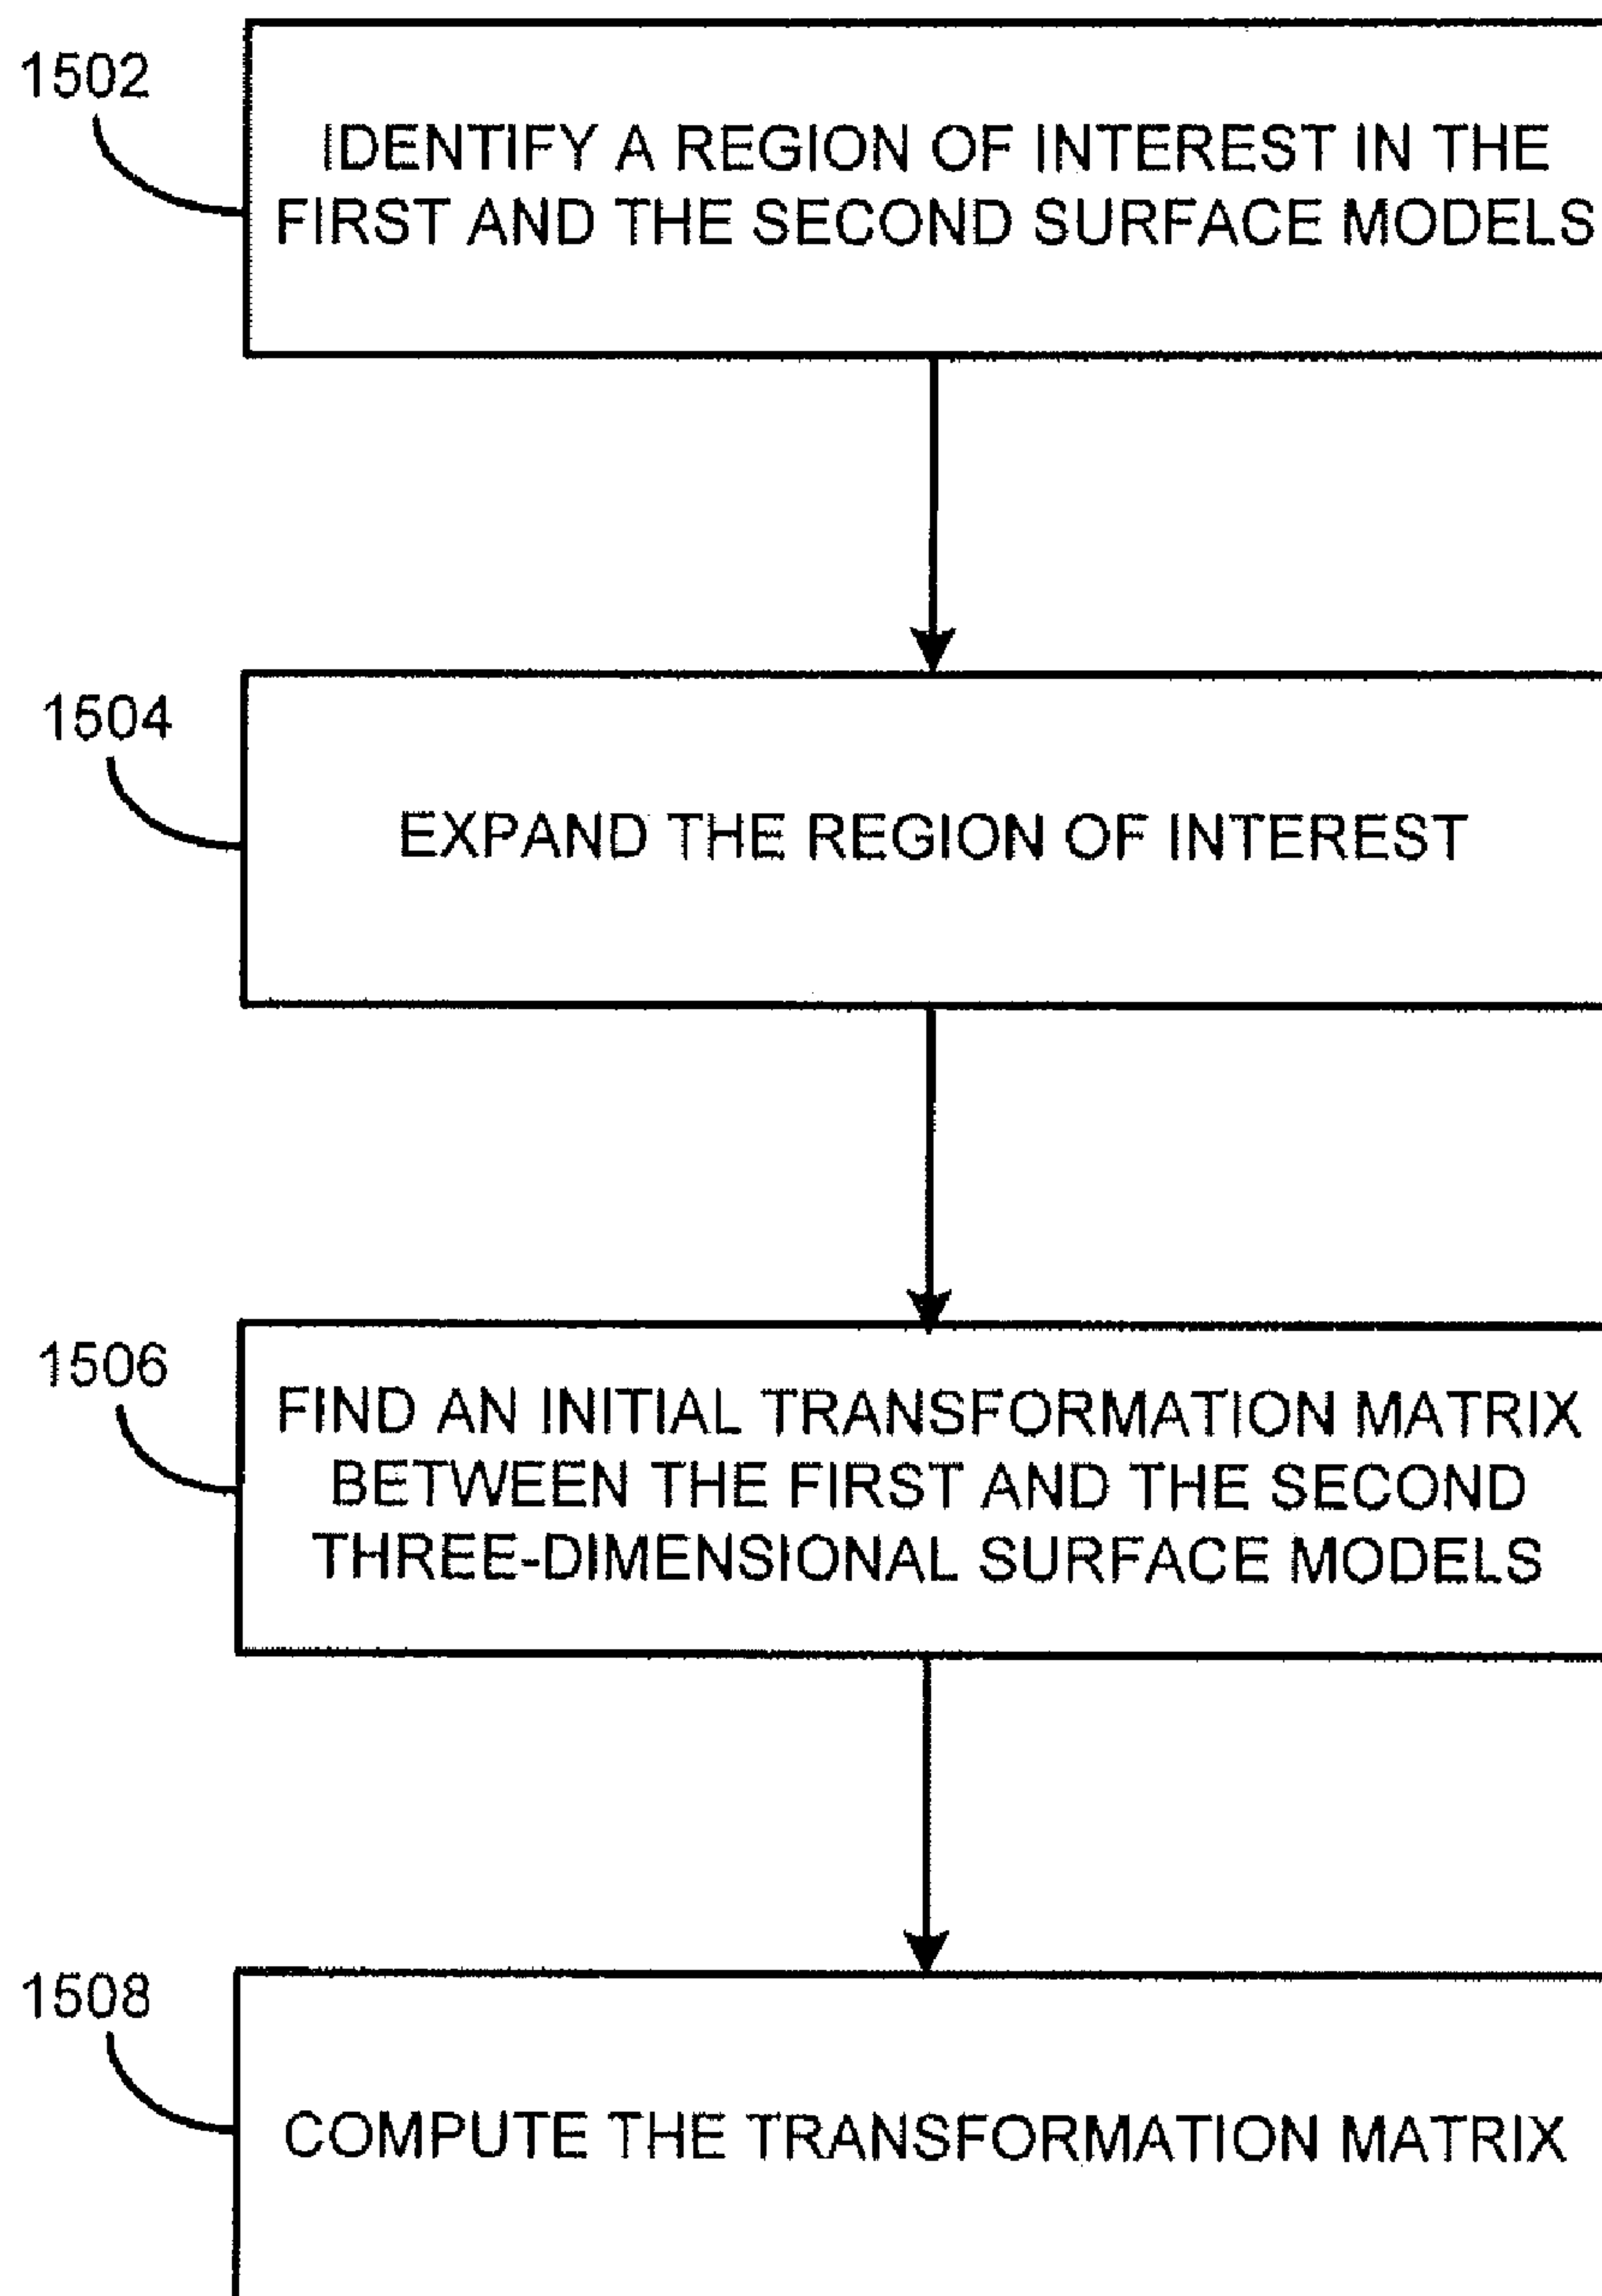 1502
IDENTIFY A REGION OF INTEREST IN THE
FIRST AND THE SECOND SURFACE MODELS
1504
EXPAND THE REGION OF INTEREST
1506
FIND AN INITIAL TRANSFORMATION MATRIX
BETWEEN THE FIRST AND THE SECOND
THREE-DIMENSIONAL SURFACE MODELS
1508
COMPUTE THE TRANSFORMATION MATRIX